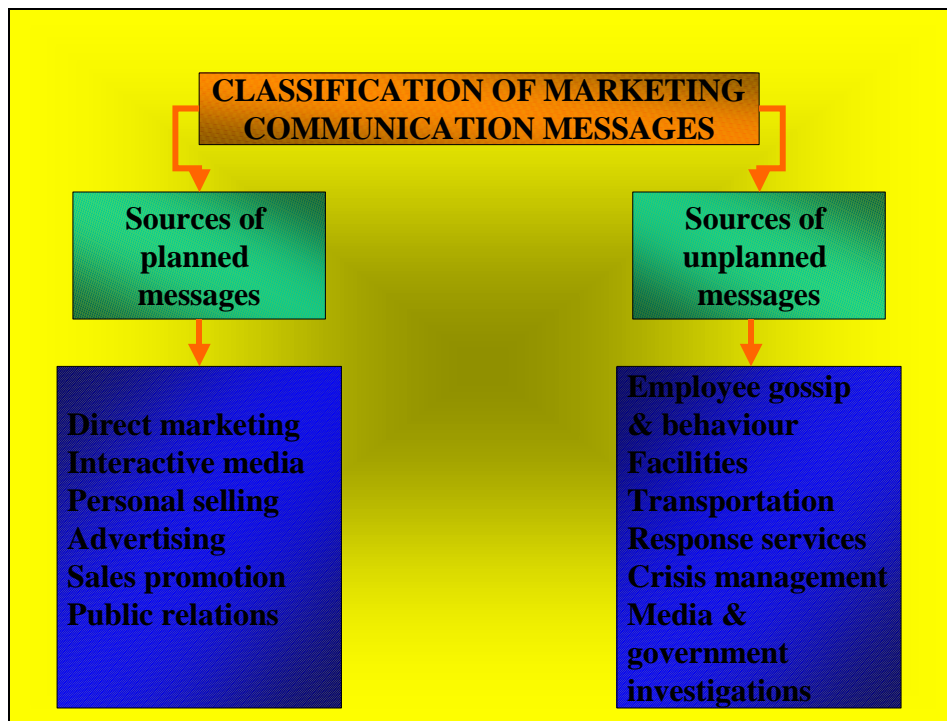 CLASSIFICATION OF MARKETING
COMMUNICATION MESSAGES
Sources of
planned
messages
Direct marketing
Interactive media
Personal selling
Advertising
Sales promotion
Public relations
Sources of
unplanned
messages
Employee gossip
& behaviour
Facilities
Transportation
Response services
Crisis management
Media &
government
investigations